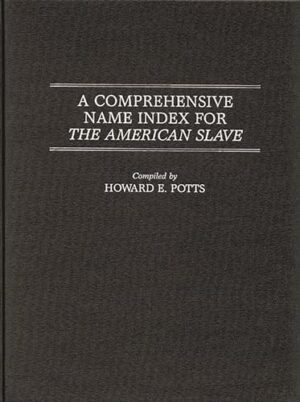 A COMPREHENSIVE
NAME INDEX FOR
THE AMERICAN SLAVE
Compiled by
HOWARD E. POTTS